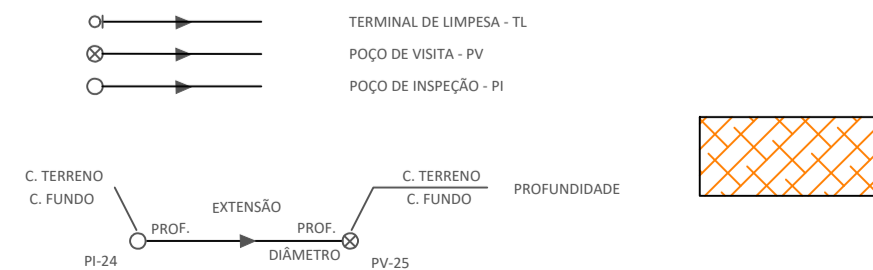 TERMINAL DE LIMPESA - TL
POÇO DE VISITA - PV
POÇO DE INSPEÇÃO - PI
C. TERRENO
C. FUNDO
EXTENSÃO
PROF.
PROF.
DIÂMETRO
C. TERRENO
C. FUNDO
PROFUNDIDADE
PI-24
PV-25